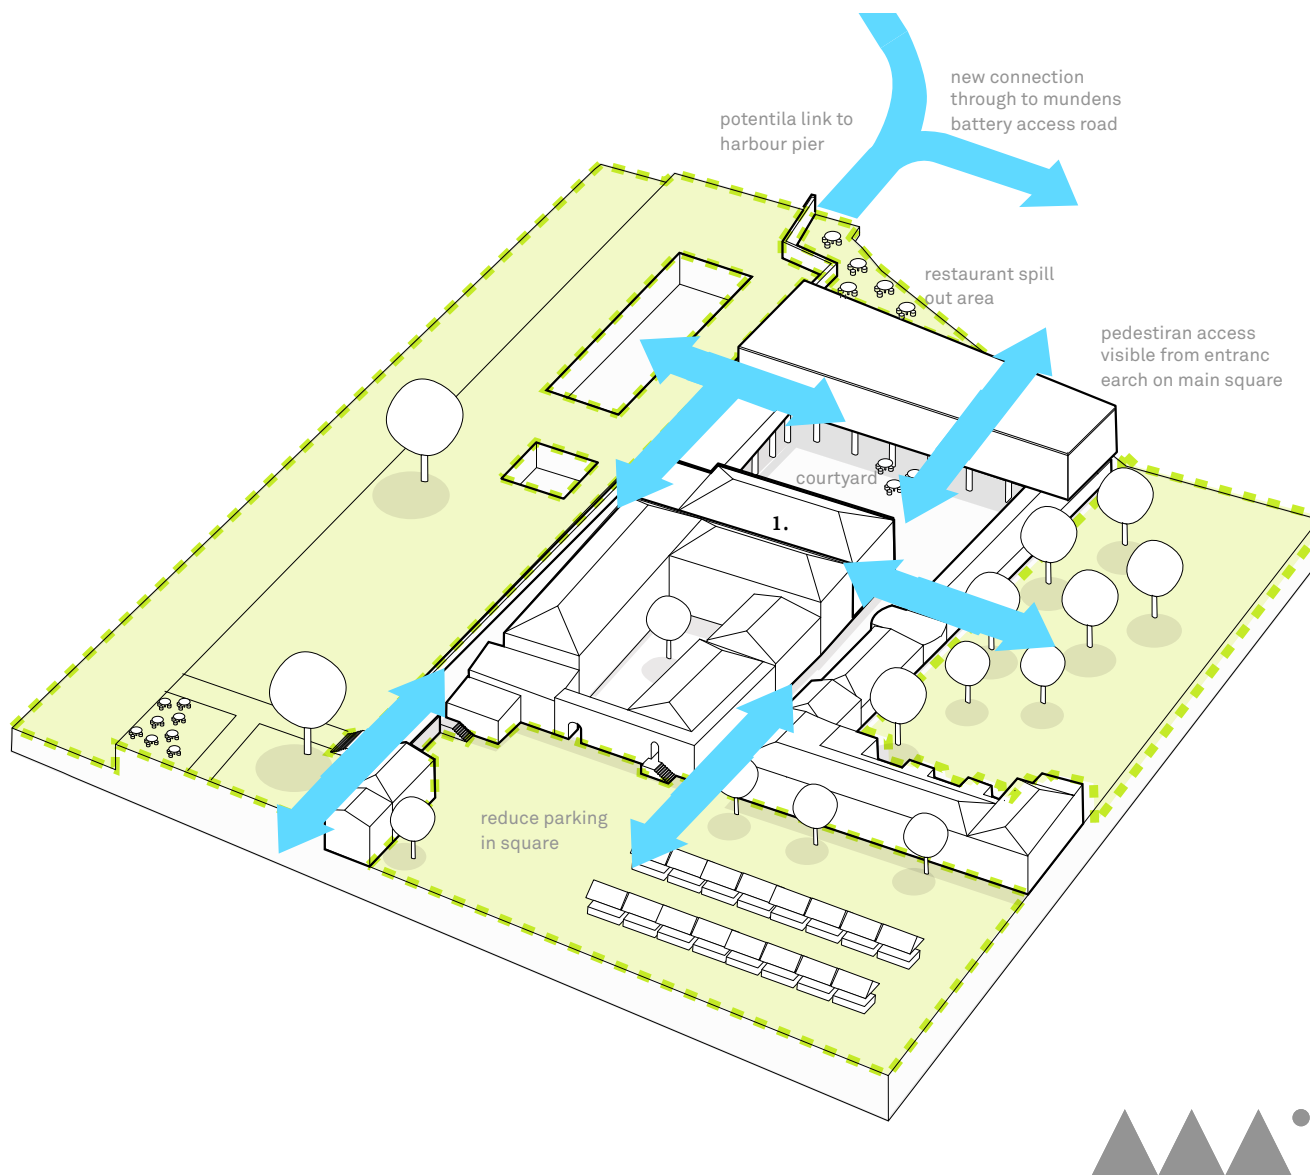 new connection
through to mundens
battery access road
potentila link to
harbour pier
restaurant spill
out area
pedestiran access
visible from entranc
earch on main square
courtyard
1.
reduce parking
in square